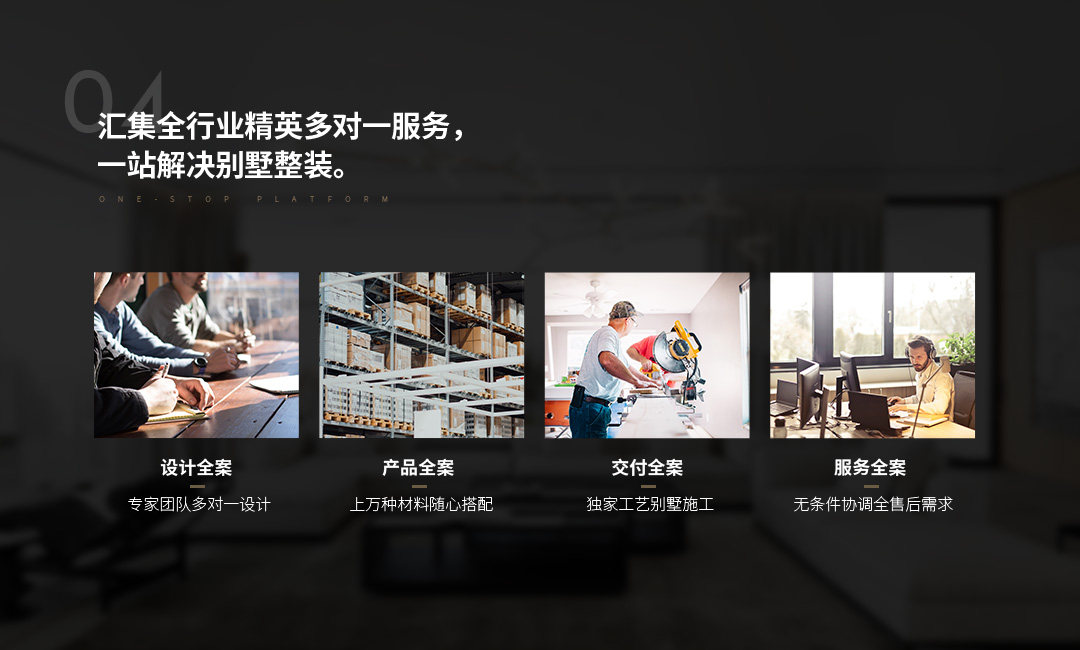 04
汇集全行业精英多对一服务，
一站解决别墅整装。
ONE-STOP PLATFORM
设计全案
专家团队多对一设计
产品全案
上万种材料随心搭配
交付全案
独家工艺别墅施工
服务全案
无条件协调全售后需求